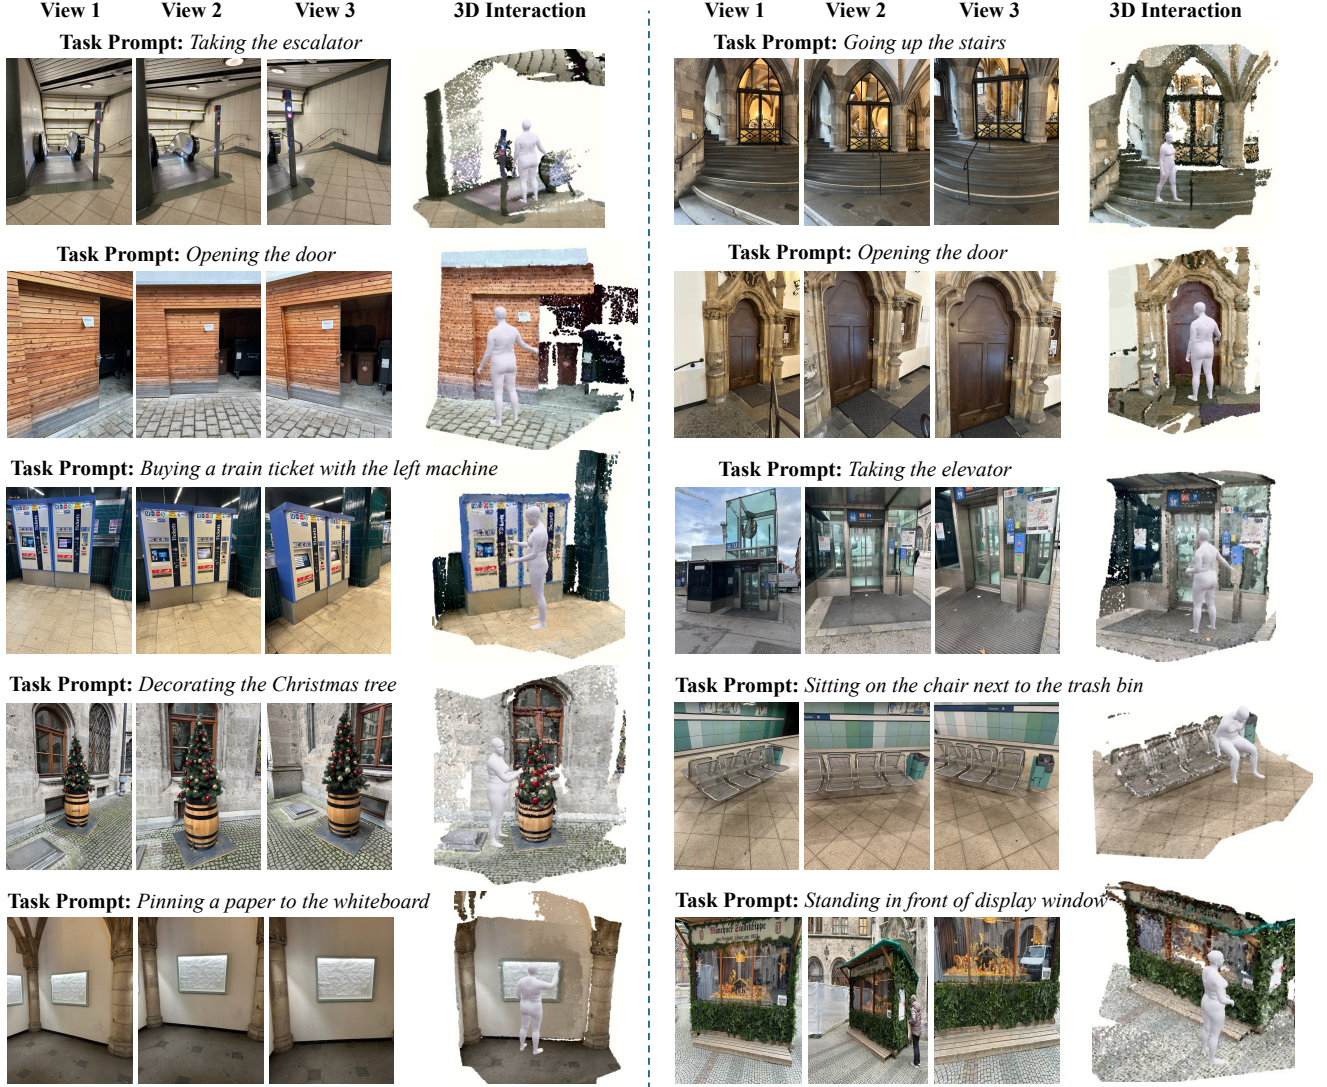 View 1 View 2 View 3 3D Interaction
Task Prompt: Taking the escalator
Task Prompt: Opening the door
Task Prompt: Buying a train ticket with the left machine
Task Prompt: Decorating the Christmas tree
Task Prompt: Pinning a paper to the whiteboard
View 1 View 2 View 3 3D Interaction
Task Prompt: Going up the stairs
Task Prompt: Opening the door
Task Prompt: Taking the elevator
Task Prompt: Sitting on the chair next to the trash bin
Task Prompt: Standing in front of display window